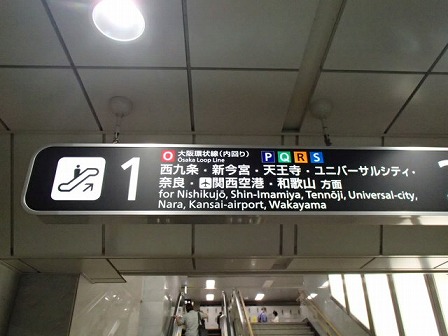 1
O 大阪環状線(内回り) P Q R S
Osaka Loop Line
西九条・新今宮・天王寺・ユニバーサルシティ・
奈良・関西空港・和歌山 方面
for Nishikujō, Shin-Imamiya, Tennōji, Universal-city,
Nara, Kansai-airport, Wakayama